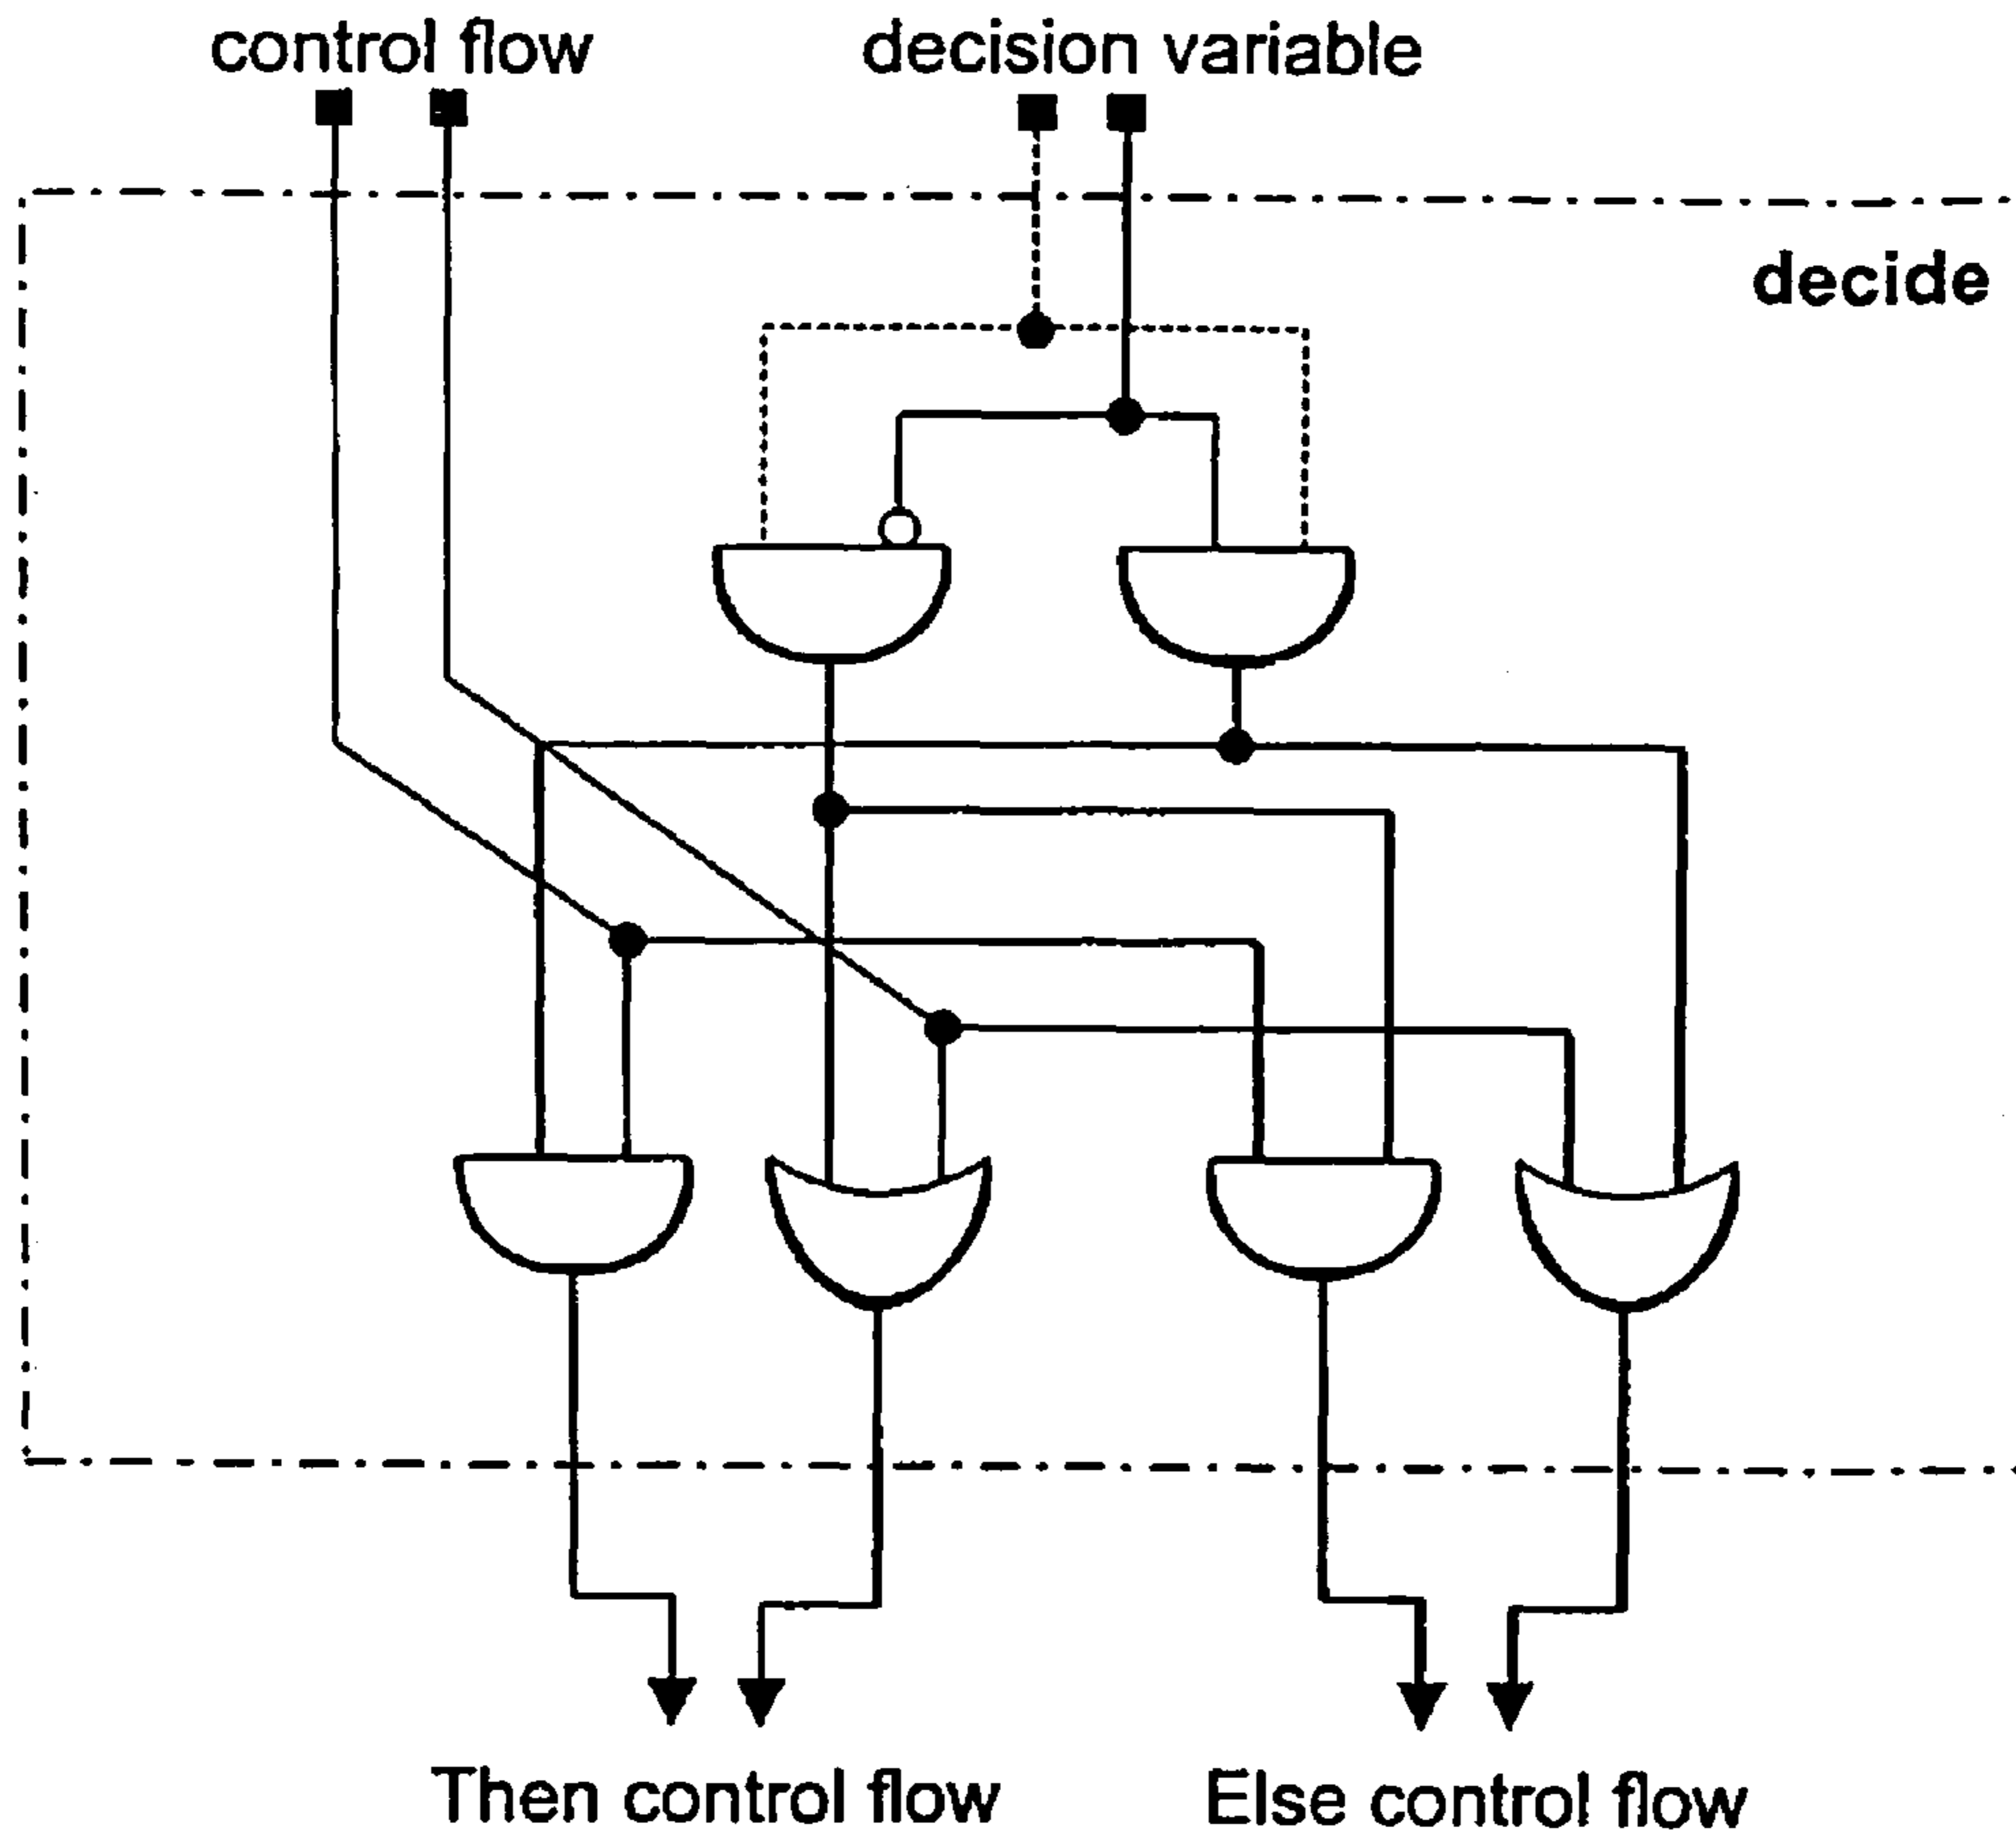 control flow
decision variable
decide
Then control flow
Else control flow